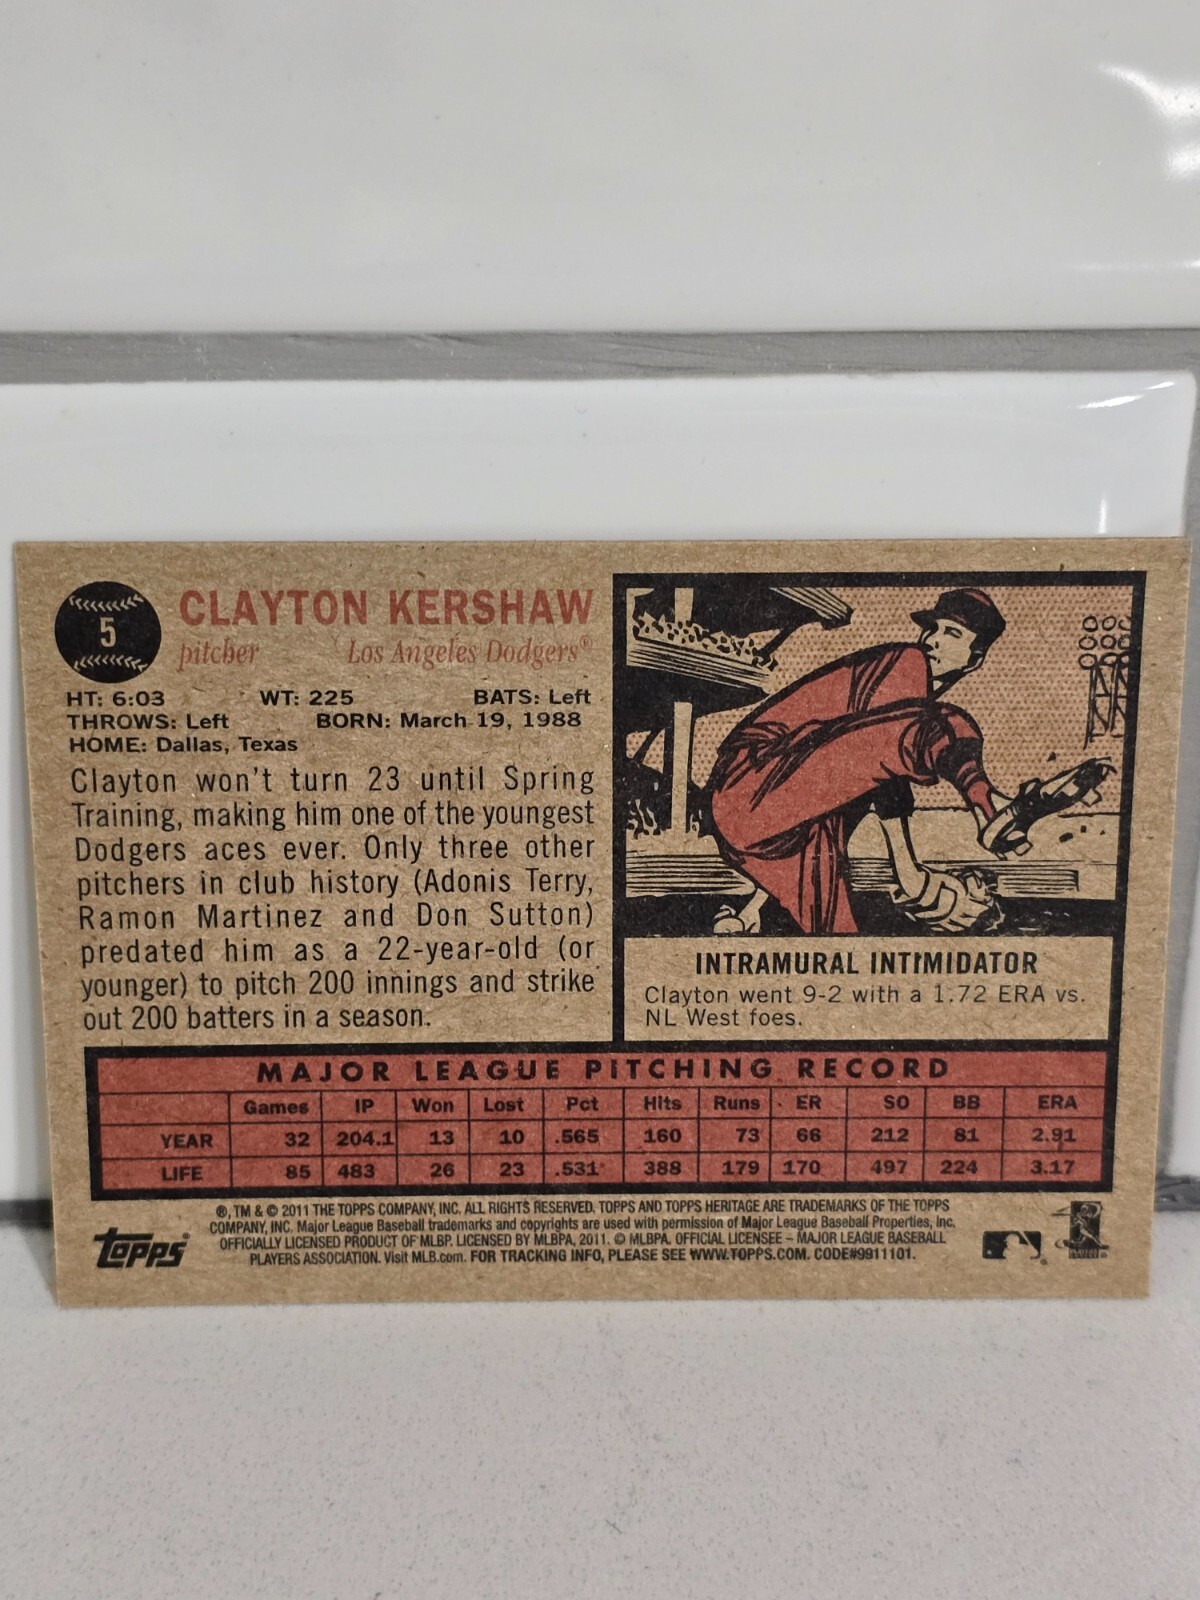 5
CLAYTON KERSHAW
pitcher Los Angeles Dodgers®
HT: 6:03 WT: 225 BATS: Left
THROWS: Left BORN: March 19, 1988
HOME: Dallas, Texas
Clayton won't turn 23 until Spring
Training, making him one of the youngest
Dodgers aces ever. Only three other
pitchers in club history (Adonis Terry,
Ramon Martinez and Don Sutton)
predated him as a 22-year-old (or
younger) to pitch 200 innings and strike
out 200 batters in a season.
INTRAMURAL INTIMIDATOR
Clayton went 9-2 with a 1.72 ERA vs.
NL West foes.
MAJOR LEAGUE PITCHING RECORD
Games IP Won Lost Pct Hits Runs ER SO BB ERA
YEAR 32 204.1 13 10 .565 160 73 66 212 81 2.91
LIFE 85 483 26 23 .531 388 179 170 497 224 3.17
topps
®, TM & © 2011 THE TOPPS COMPANY, INC. ALL RIGHTS RESERVED. TOPPS AND TOPPS HERITAGE ARE TRADEMARKS OF THE TOPPS
COMPANY, INC. Major League Baseball trademarks and copyrights are used with permission of Major League Baseball Properties, Inc.
OFFICIALLY LICENSED PRODUCT OF MLBP. LICENSED BY MLBPA, 2011. © MLBPA. OFFICIAL LICENSEE – MAJOR LEAGUE BASEBALL
PLAYERS ASSOCIATION. Visit MLB.com. FOR TRACKING INFO, PLEASE SEE WWW.TOPPS.COM. CODE#9911101.